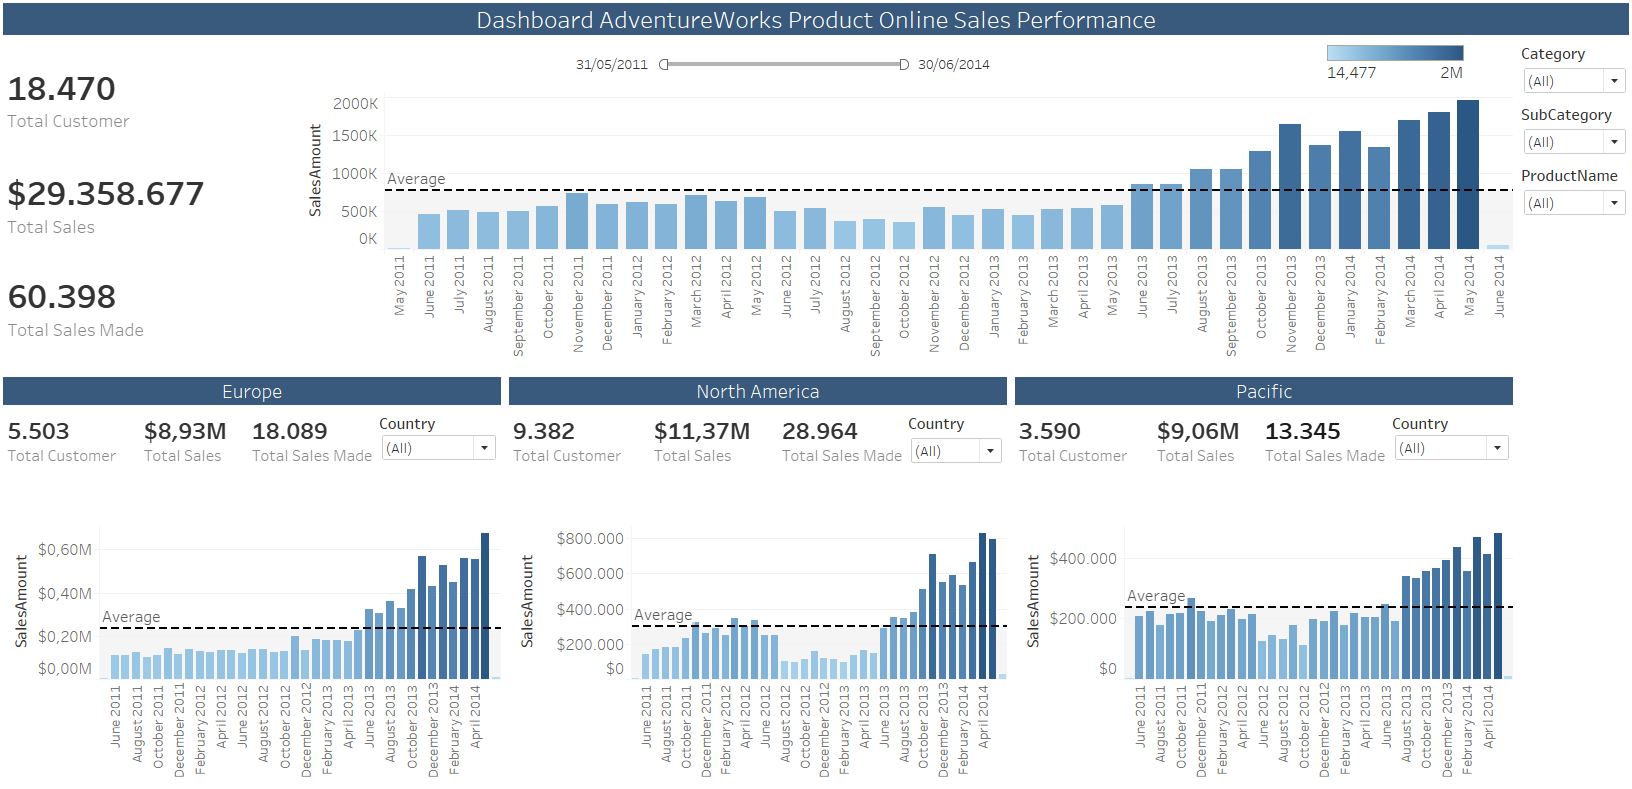 Dashboard AdventureWorks Product Online Sales Performance
18.470
Total Customer
$29.358.677
Total Sales
60.398
Total Sales Made
31/05/2011
30/06/2014
14,477
2M
Category
(All)
SubCategory
(All)
ProductName
(All)
SalesAmount
2000K
1500K
1000K
500K
0K
Average
May 2011
June 2011
July 2011
August 2011
September 2011
October 2011
November 2011
December 2011
January 2012
February 2012
March 2012
April 2012
May 2012
June 2012
July 2012
August 2012
September 2012
October 2012
November 2012
December 2012
January 2013
February 2013
March 2013
April 2013
May 2013
June 2013
July 2013
August 2013
September 2013
October 2013
November 2013
December 2013
January 2014
February 2014
March 2014
April 2014
May 2014
June 2014
Europe
5.503
Total Customer
$8,93M
Total Sales
18.089
Total Sales Made
Country
(All)
SalesAmount
$0,60M
$0,40M
$0,20M
$0,00M
Average
June 2011
August 2011
October 2011
December 2011
February 2012
April 2012
June 2012
August 2012
October 2012
December 2012
February 2013
April 2013
June 2013
August 2013
October 2013
December 2013
February 2014
April 2014
North America
9.382
Total Customer
$11,37M
Total Sales
28.964
Total Sales Made
Country
(All)
SalesAmount
$800.000
$600.000
$400.000
$200.000
$0
Average
June 2011
August 2011
October 2011
December 2011
February 2012
April 2012
June 2012
August 2012
October 2012
December 2012
February 2013
April 2013
June 2013
August 2013
October 2013
December 2013
February 2014
April 2014
Pacific
3.590
Total Customer
$9,06M
Total Sales
13.345
Total Sales Made
Country
(All)
SalesAmount
$400.000
$200.000
$0
Average
June 2011
August 2011
October 2011
December 2011
February 2012
April 2012
June 2012
August 2012
October 2012
December 2012
February 2013
April 2013
June 2013
August 2013
October 2013
December 2013
February 2014
April 2014